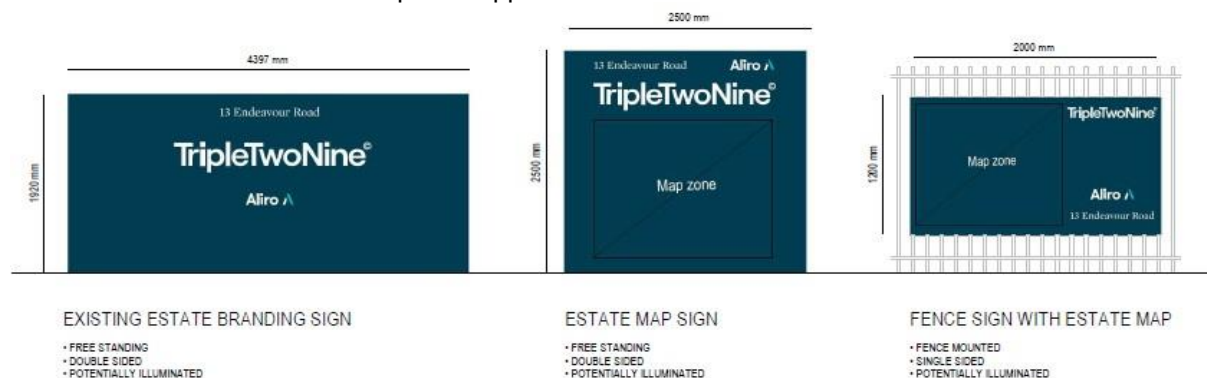 4397 mm
1920 mm
13 Endeavour Road
TripleTwoNine©
Aliro
EXISTING ESTATE BRANDING SIGN
• FREE STANDING
• DOUBLE SIDED
• POTENTIALLY ILLUMINATED
2500 mm
2500 mm
13 Endeavour Road Aliro
TripleTwoNine©
Map zone
ESTATE MAP SIGN
• FREE STANDING
• DOUBLE SIDED
• POTENTIALLY ILLUMINATED
2000 mm
1200 mm
TripleTwoNine©
Map zone
Aliro
13 Endeavour Road
FENCE SIGN WITH ESTATE MAP
• FENCE MOUNTED
• SINGLE SIDED
• POTENTIALLY ILLUMINATED